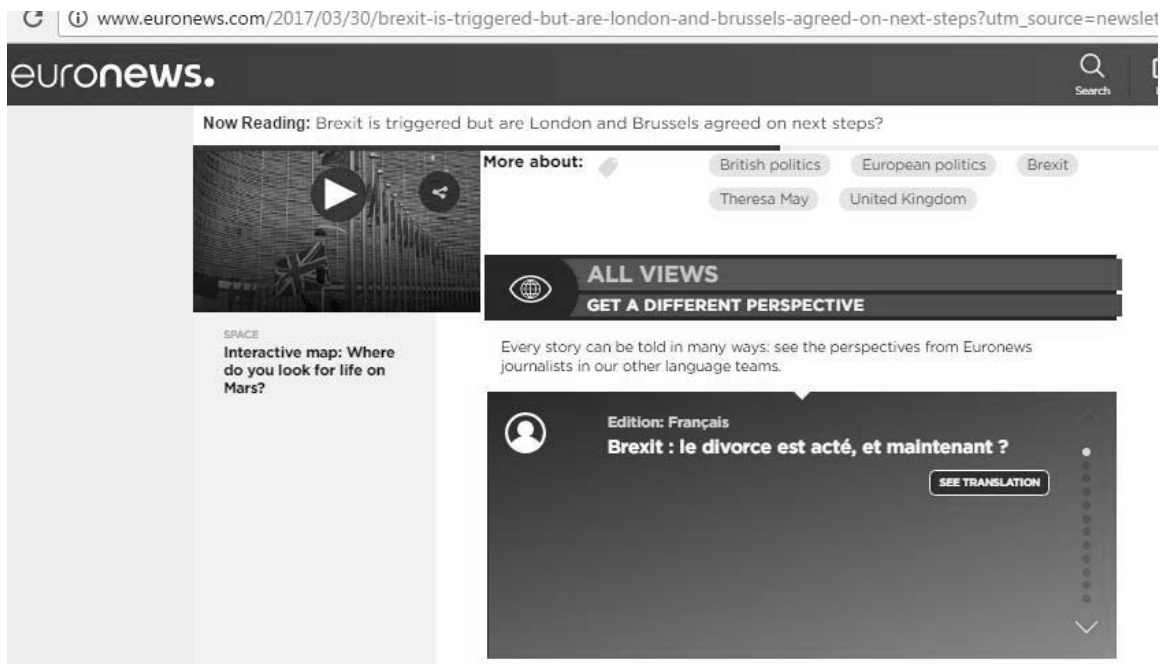 www.euronews.com/2017/03/30/brexit-is-triggered-but-are-london-and-brussels-agreed-on-next-steps?utm_source=newslet
euronews.
Search
Now Reading: Brexit is triggered but are London and Brussels agreed on next steps?
More about:
British politics European politics Brexit
Theresa May United Kingdom
ALL VIEWS
GET A DIFFERENT PERSPECTIVE
SPACE
Interactive map: Where
do you look for life on
Mars?
Every story can be told in many ways: see the perspectives from Euronews
journalists in our other language teams.
Edition: Français
Brexit : le divorce est acté, et maintenant ?
SEE TRANSLATION